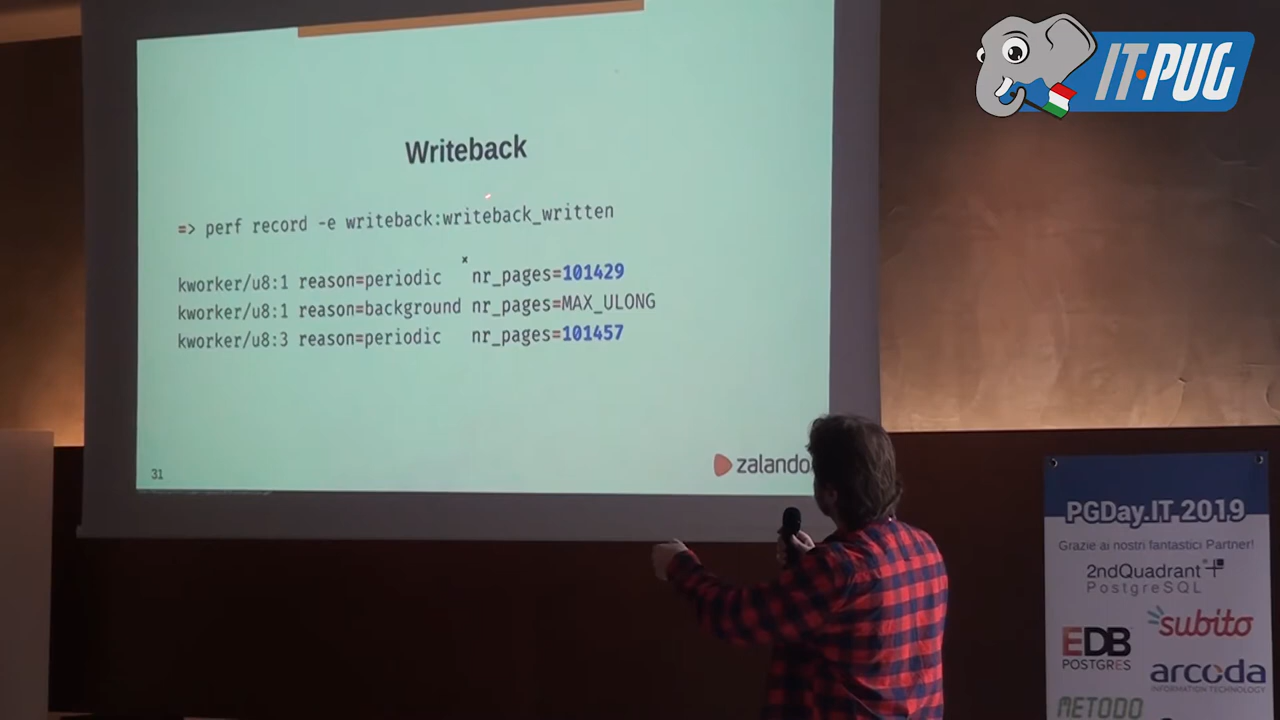 IT·PUG
Writeback
=> perf record -e writeback:writeback_written
kworker/u8:1 reason=periodic nr_pages=101429
kworker/u8:1 reason=background nr_pages=MAX_ULONG
kworker/u8:3 reason=periodic nr_pages=101457
31
zalando
PGDay.IT 2019
Grazie ai nostri fantastici Partner!
2ndQuadrant
PostgreSQL
subito
EDB
POSTGRES
arcoda
INFORMATION TECHNOLOGY
METODO